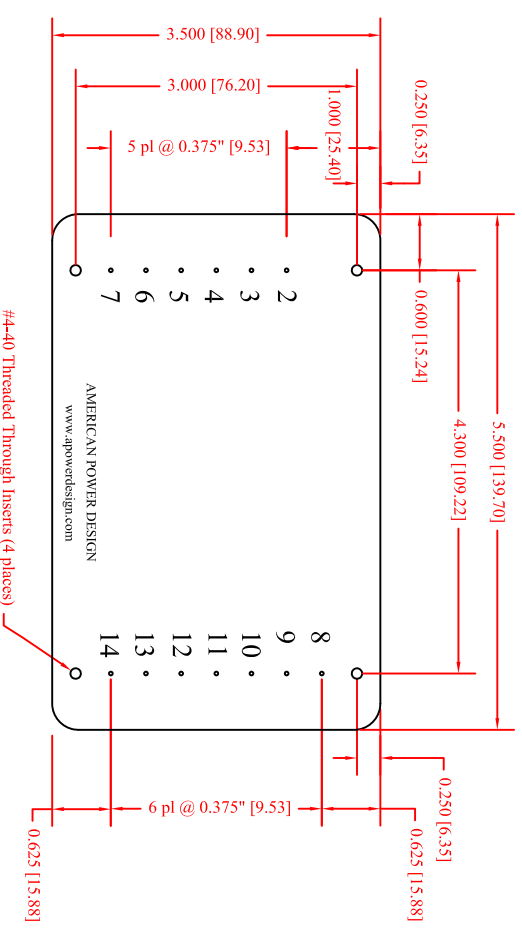 3.500 [88.90]
3.000 [76.20]
0.250 [6.35]
1.000 [25.40]
5 pl @ 0.375" [9.53]
0.600 [15.24]
4.300 [109.22]
5.500 [139.70]
7 6 5 4 3 2
AMERICAN POWER DESIGN
www.apowerdesign.com
#4-40 Threaded Through Inserts (4 places)
14 13 12 11 10 9 8
6 pl @ 0.375" [9.53]
0.250 [6.35]
0.625 [15.88]
0.625 [15.88]